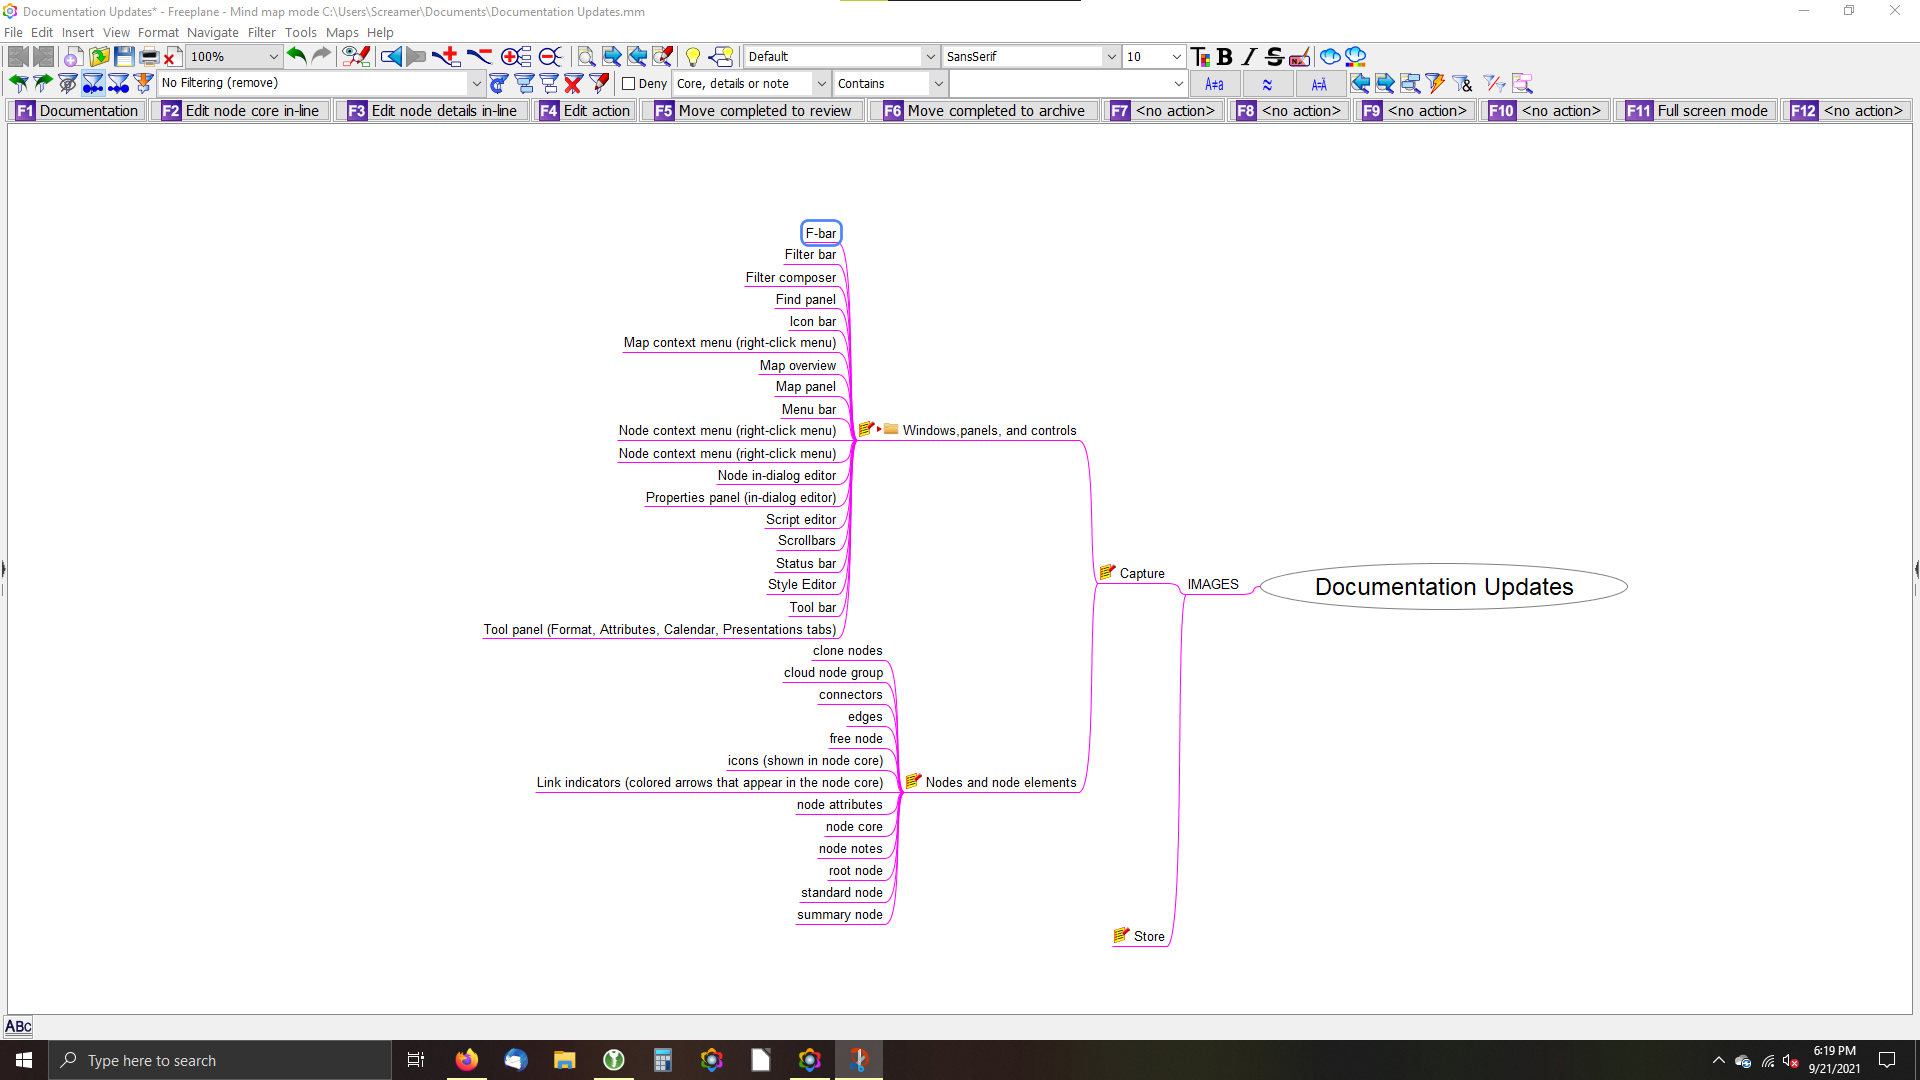 Documentation Updates* - Freeplane - Mind map mode C:\Users\Screamer\Documents\Documentation Updates.mm
File Edit Insert View Format Navigate Filter Tools Maps Help
100% Default SansSerif 10
No Filtering (remove) Deny Core, details or note Contains A≠a ≈ A=Ä
F1 Documentation F2 Edit node core in-line F3 Edit node details in-line F4 Edit action F5 Move completed to review F6 Move completed to archive F7 <no action> F8 <no action> F9 <no action> F10 <no action> F11 Full screen mode F12 <no action>
F-bar
Filter bar
Filter composer
Find panel
Icon bar
Map context menu (right-click menu)
Map overview
Map panel
Menu bar
Node context menu (right-click menu)
Windows,panels, and controls
Node context menu (right-click menu)
Node in-dialog editor
Properties panel (in-dialog editor)
Script editor
Scrollbars
Status bar
Capture
Style Editor
IMAGES
Documentation Updates
Tool bar
Tool panel (Format, Attributes, Calendar, Presentations tabs)
clone nodes
cloud node group
connectors
edges
free node
icons (shown in node core)
Link indicators (colored arrows that appear in the node core)
Nodes and node elements
node attributes
node core
node notes
root node
standard node
summary node
Store
ABC
Type here to search
6:19 PM
9/21/2021